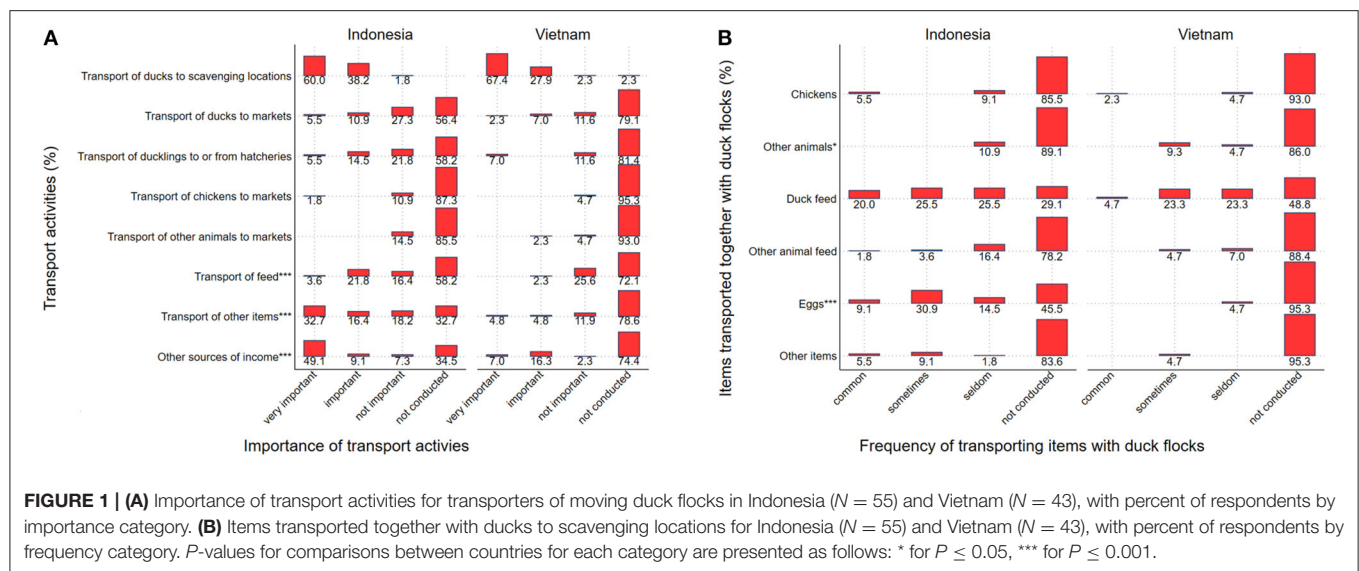 A
Indonesia
Vietnam
Transport activities (%)
Transport of ducks to scavenging locations
60.0 38.2 1.8 67.4 27.9 2.3 2.3
Transport of ducks to markets
5.5 10.9 27.3 56.4 2.3 7.0 11.6 79.1
Transport of ducklings to or from hatcheries
5.5 14.5 21.8 58.2 7.0 11.6 81.4
Transport of chickens to markets
1.8 10.9 87.3 4.7 95.3
Transport of other animals to markets
14.5 85.5 2.3 4.7 93.0
Transport of feed***
3.6 21.8 16.4 58.2 2.3 25.6 72.1
Transport of other items***
32.7 16.4 18.2 32.7 4.8 4.8 11.9 78.6
Other sources of income***
49.1 9.1 7.3 34.5 7.0 16.3 2.3 74.4
very important
important
not important
not conducted
very important
important
not important
not conducted
Importance of transport activies
B
Indonesia
Vietnam
Items transported together with duck flocks (%)
Chickens
5.5 9.1 85.5 2.3 4.7 93.0
Other animals*
10.9 89.1 9.3 4.7 86.0
Duck feed
20.0 25.5 25.5 29.1 4.7 23.3 23.3 48.8
Other animal feed
1.8 3.6 16.4 78.2 4.7 7.0 88.4
Eggs***
9.1 30.9 14.5 45.5 4.7 95.3
Other items
5.5 9.1 1.8 83.6 4.7 95.3
common
sometimes
seldom
not conducted
common
sometimes
seldom
not conducted
Frequency of transporting items with duck flocks
FIGURE 1 | (A) Importance of transport activities for transporters of moving duck flocks in Indonesia (N = 55) and Vietnam (N = 43), with percent of respondents by
importance category. (B) Items transported together with ducks to scavenging locations for Indonesia (N = 55) and Vietnam (N = 43), with percent of respondents by
frequency category. P-values for comparisons between countries for each category are presented as follows: * for P ≤ 0.05, *** for P ≤ 0.001.